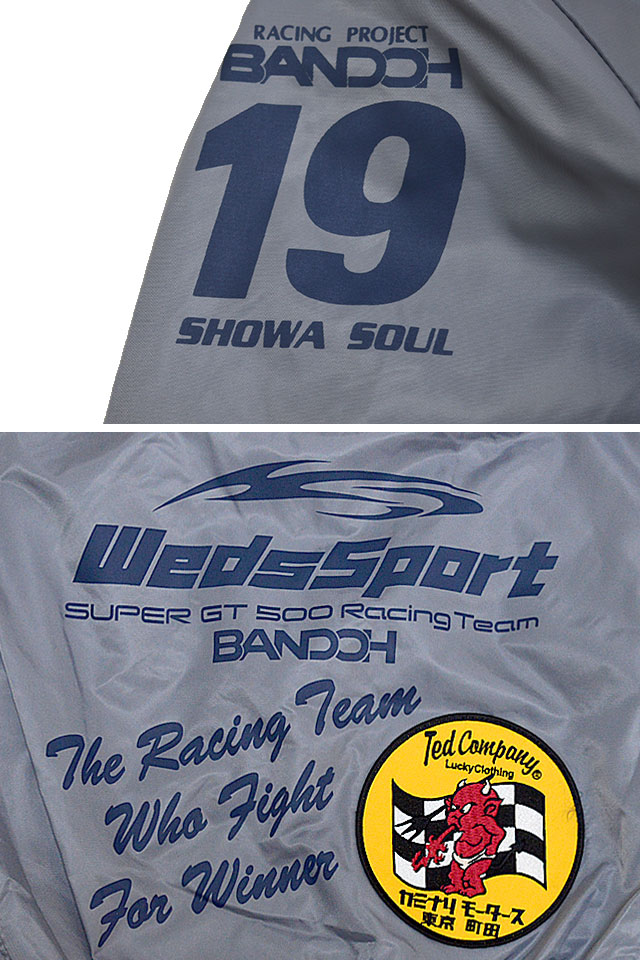 RACING PROJECT
BANDOH
19
SHOWA SOUL
WedsSport
SUPER GT 500 Racing Team
BANDOH
The Racing Team
Who Fight
For Winner
Ted Company®
LuckyClothing
カミナリ モータース
東京 町田